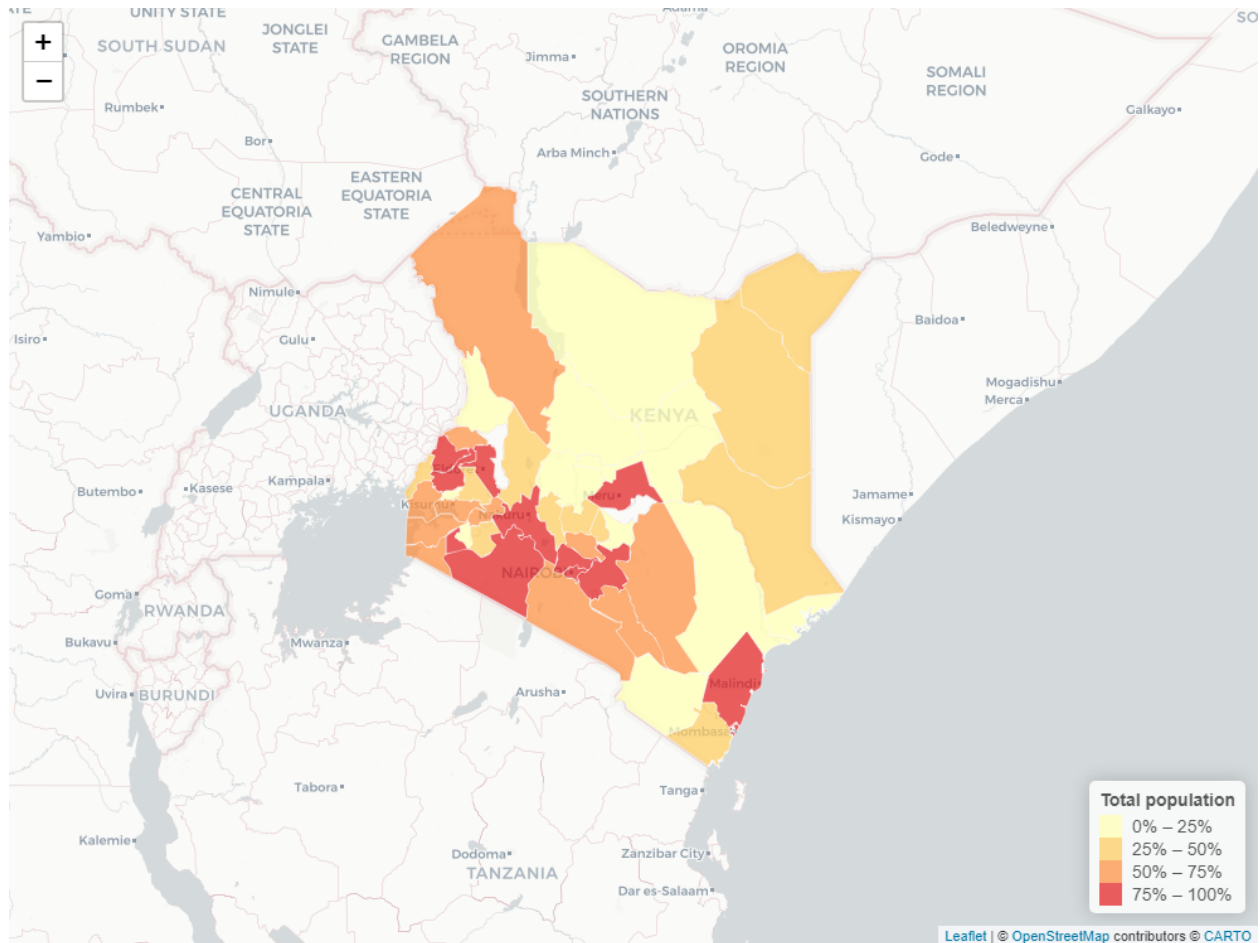 UNITY STATE
SOUTH SUDAN
JONGLEI
STATE
GAMBELA
REGION
Jimma
OROMIA
REGION
SOMALI
REGION
Rumbek
SOUTHERN
NATIONS
Galkayo
Bor
Arba Minch
Gode
EASTERN
EQUATORIA
STATE
CENTRAL
EQUATORIA
STATE
Yambio
Beledweyne
Nimule
Baidoa
Isiro
Gulu
Mogadishu
Merca
UGANDA
KENYA
Kampala
Butembo
Kasese
Meru
Jamame
Kisumu
Nakuru
Kismayo
NAIROBI
Goma
RWANDA
Bukavu
Mwanza
Malindi
Uvira
BURUNDI
Arusha
Mombasa
Tabora
Tanga
Kalemie
Dodoma
Zanzibar City
TANZANIA
Dar es-Salaam
+
−
Total population
0% – 25%
25% – 50%
50% – 75%
75% – 100%
Leaflet | © OpenStreetMap contributors © CARTO